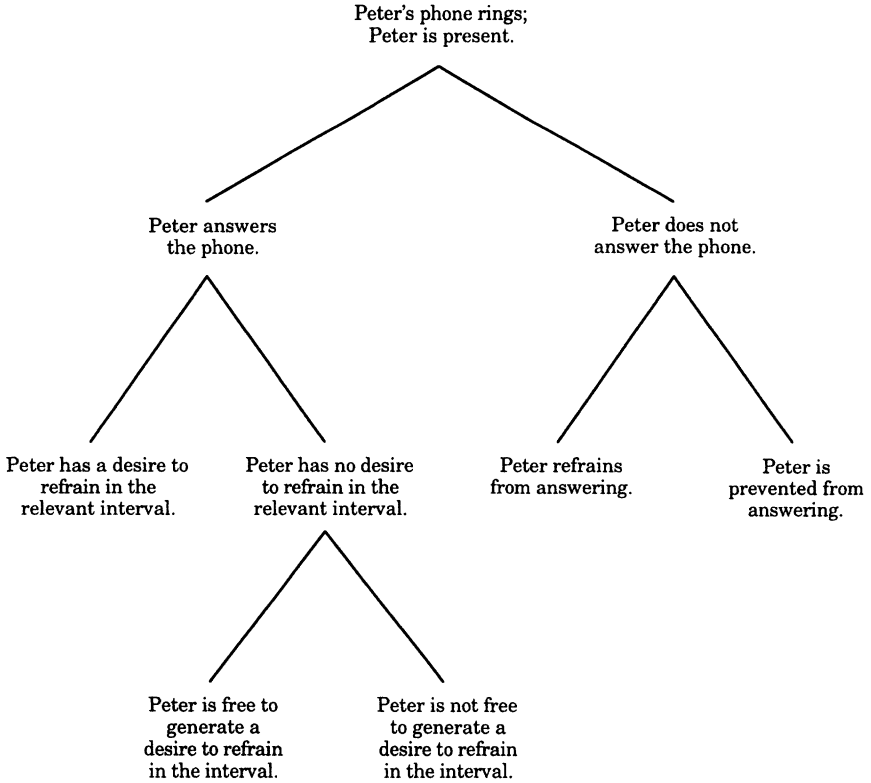 Peter’s phone rings;
Peter is present.
Peter answers
the phone.
Peter does not
answer the phone.
Peter has a desire to
refrain in the
relevant interval.
Peter has no desire
to refrain in the
relevant interval.
Peter refrains
from answering.
Peter is
prevented from
answering.
Peter is free to
generate a
desire to refrain
in the interval.
Peter is not free
to generate a
desire to refrain
in the interval.